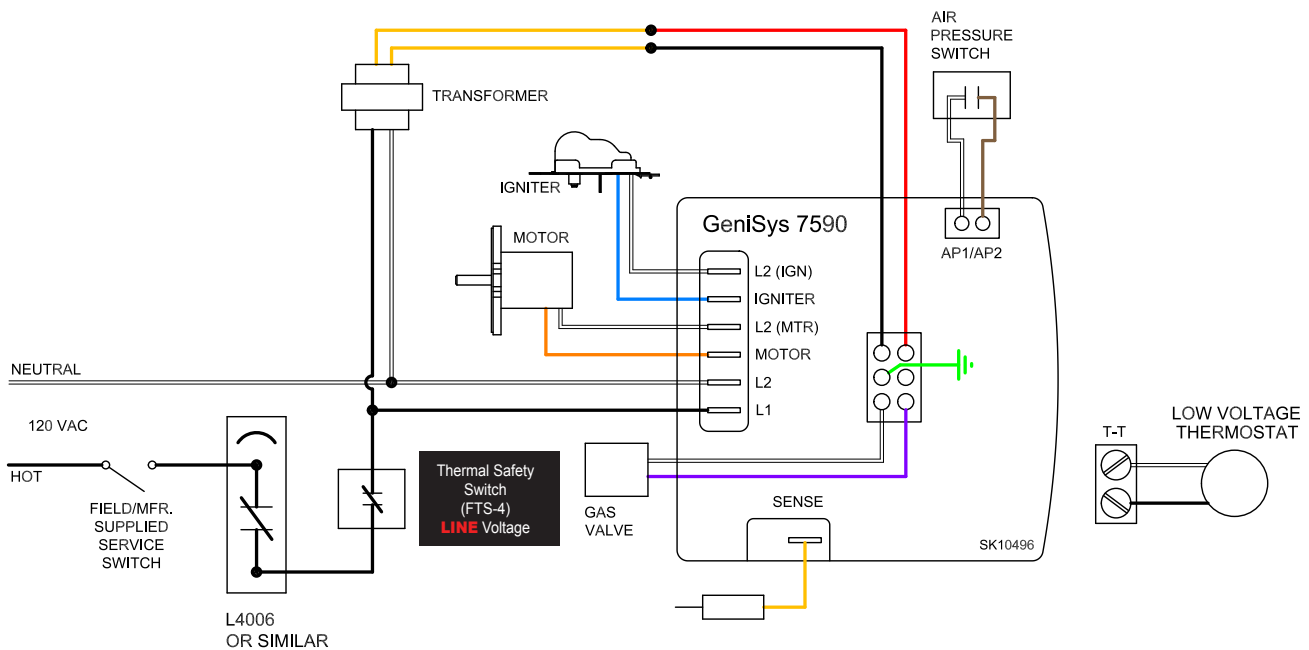 AIR
PRESSURE
SWITCH
TRANSFORMER
IGNITER
GeniSys 7590
MOTOR
AP1/AP2
L2 (IGN)
IGNITER
L2 (MTR)
MOTOR
L2
L1
NEUTRAL
120 VAC
HOT
FIELD/MFR.
SUPPLIED
SERVICE
SWITCH
L4006
OR SIMILAR
Thermal Safety
Switch
(FTS-4)
LINE Voltage
GAS
VALVE
SENSE
SK10496
T-T
LOW VOLTAGE
THERMOSTAT